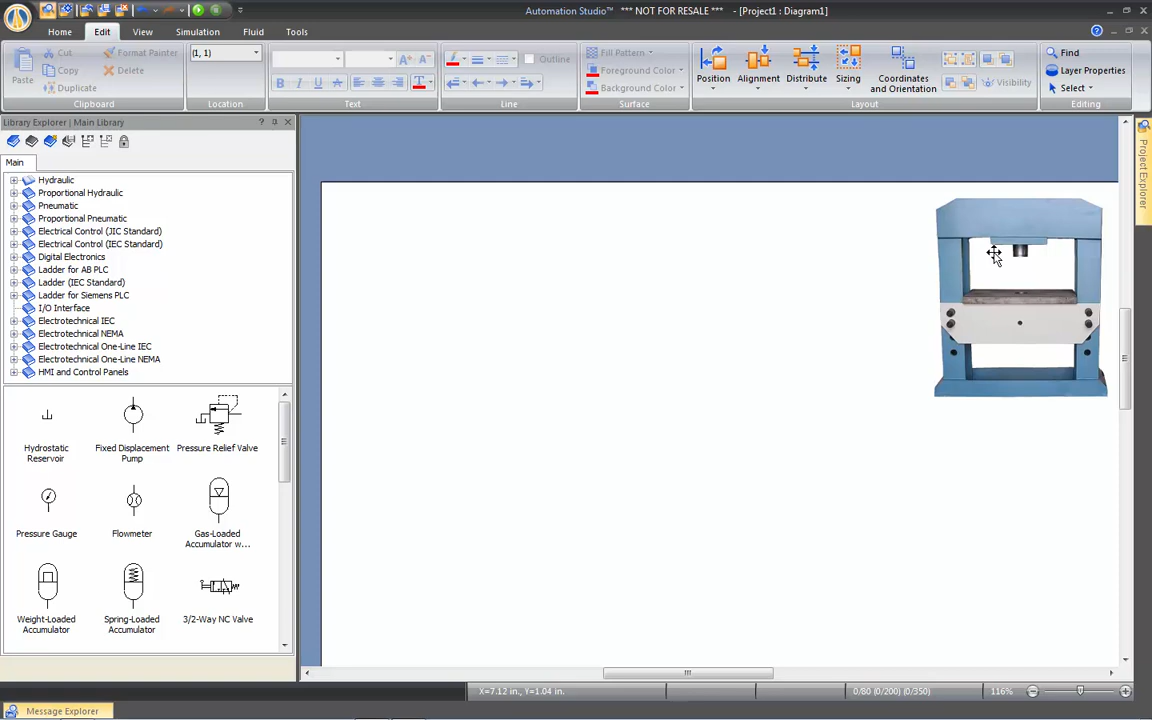 Automation Studio™ *** NOT FOR RESALE *** - [Project1 : Diagram1]
Home Edit View Simulation Fluid Tools
Paste Cut Copy Duplicate Format Painter Delete
Clipboard
(1, 1)
Location
Text
Line
Outline
Fill Pattern
Foreground Color
Background Color
Surface
Position Alignment Distribute Sizing Coordinates and Orientation Visibility
Layout
Find
Layer Properties
Select
Editing
Library Explorer | Main Library
Main
Hydraulic
Proportional Hydraulic
Pneumatic
Proportional Pneumatic
Electrical Control (JIC Standard)
Electrical Control (IEC Standard)
Digital Electronics
Ladder for AB PLC
Ladder (IEC Standard)
Ladder for Siemens PLC
I/O Interface
Electrotechnical IEC
Electrotechnical NEMA
Electrotechnical One-Line IEC
Electrotechnical One-Line NEMA
HMI and Control Panels
Hydrostatic Reservoir
Fixed Displacement Pump
Pressure Relief Valve
Pressure Gauge
Flowmeter
Gas-Loaded Accumulator w...
Weight-Loaded Accumulator
Spring-Loaded Accumulator
3/2-Way NC Valve
Project Explorer
X=7.12 in., Y=1.04 in.
0/80 (0/200) (0/350)
116%
Message Explorer